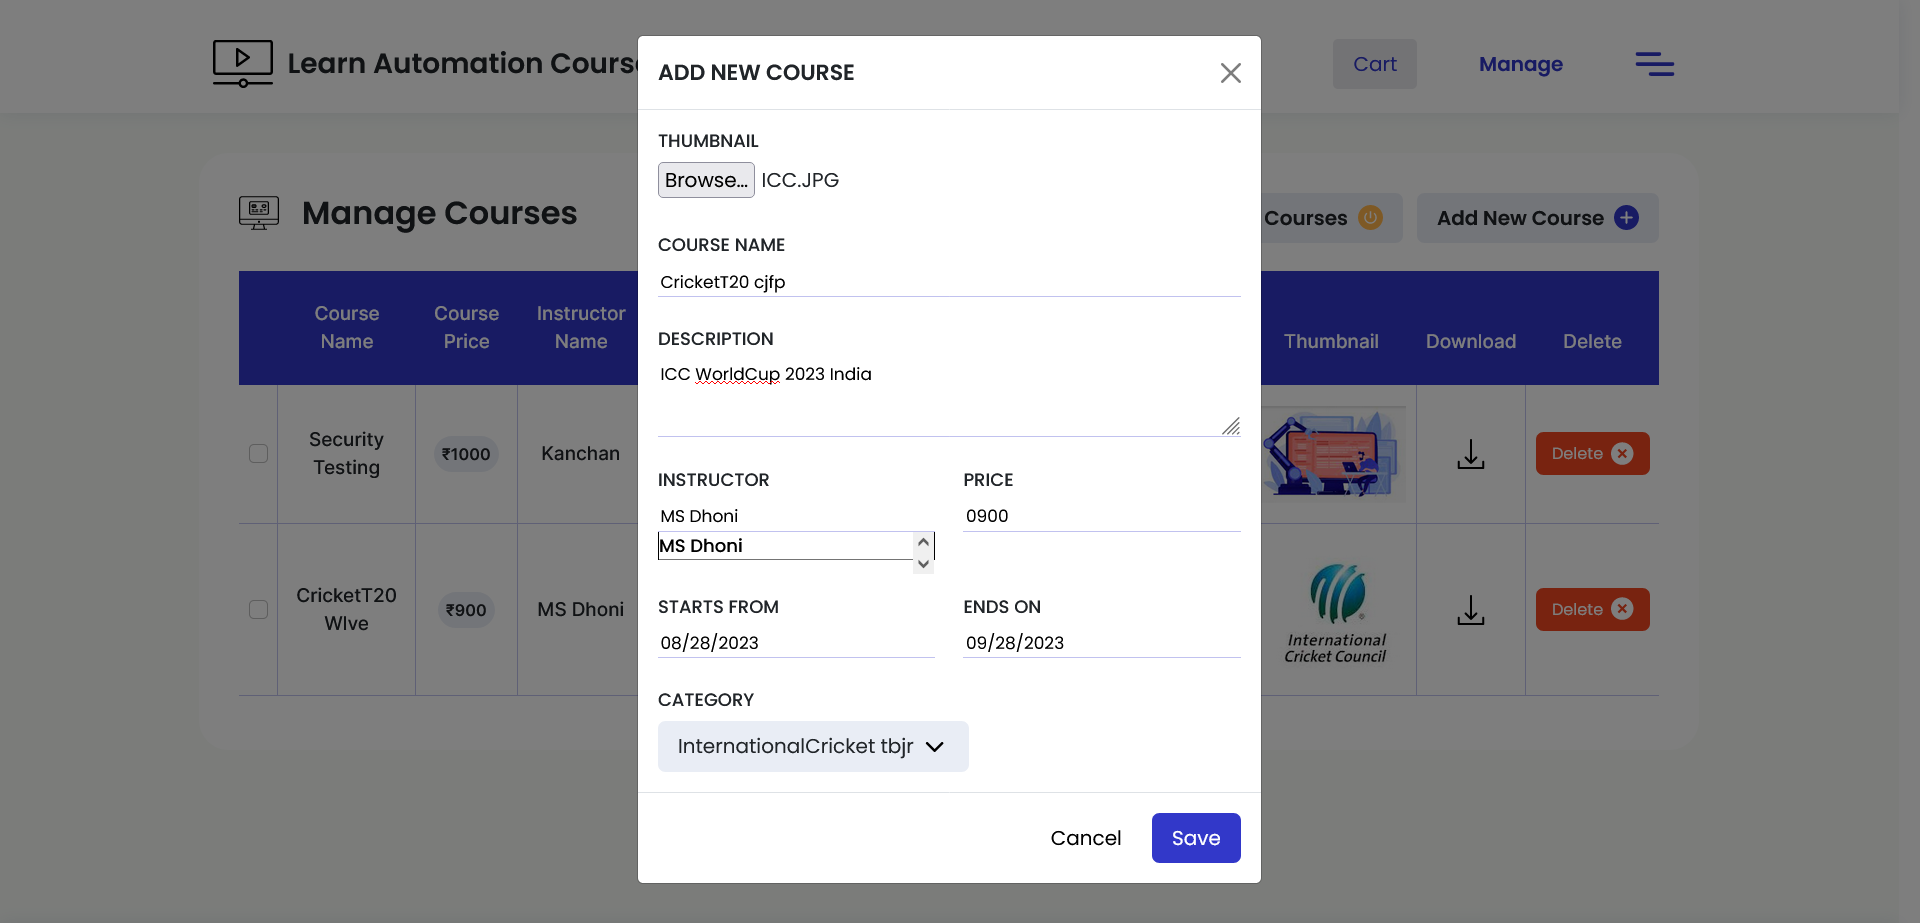 Learn Automation Cours
Cart
Manage
ADD NEW COURSE
THUMBNAIL
Browse... ICC.JPG
COURSE NAME
CricketT20 cjfp
DESCRIPTION
ICC WorldCup 2023 India
INSTRUCTOR
PRICE
MS Dhoni
0900
MS Dhoni
STARTS FROM
ENDS ON
08/28/2023
09/28/2023
CATEGORY
InternationalCricket tbjr
Cancel
Save
Manage Courses
Courses
Add New Course
Course
Name
Course
Price
Instructor
Name
Thumbnail
Download
Delete
Security
Testing
₹1000
Kanchan
Delete
CricketT20
WIve
₹900
MS Dhoni
International
Cricket Council
Delete